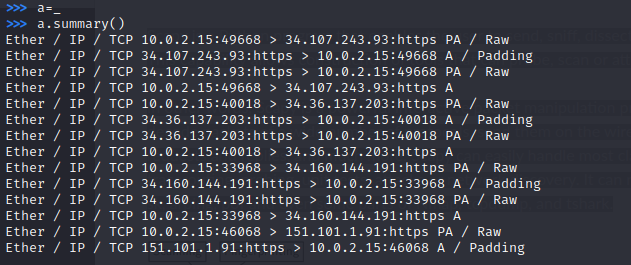 >>> a=_
>>> a.summary()
Ether / IP / TCP 10.0.2.15:49668 > 34.107.243.93:https PA / Raw
Ether / IP / TCP 34.107.243.93:https > 10.0.2.15:49668 A / Padding
Ether / IP / TCP 34.107.243.93:https > 10.0.2.15:49668 PA / Raw
Ether / IP / TCP 10.0.2.15:49668 > 34.107.243.93:https A
Ether / IP / TCP 10.0.2.15:40018 > 34.36.137.203:https PA / Raw
Ether / IP / TCP 34.36.137.203:https > 10.0.2.15:40018 A / Padding
Ether / IP / TCP 34.36.137.203:https > 10.0.2.15:40018 PA / Raw
Ether / IP / TCP 10.0.2.15:40018 > 34.36.137.203:https A
Ether / IP / TCP 10.0.2.15:33968 > 34.160.144.191:https PA / Raw
Ether / IP / TCP 34.160.144.191:https > 10.0.2.15:33968 A / Padding
Ether / IP / TCP 34.160.144.191:https > 10.0.2.15:33968 PA / Raw
Ether / IP / TCP 10.0.2.15:33968 > 34.160.144.191:https A
Ether / IP / TCP 10.0.2.15:46068 > 151.101.1.91:https PA / Raw
Ether / IP / TCP 151.101.1.91:https > 10.0.2.15:46068 A / Padding